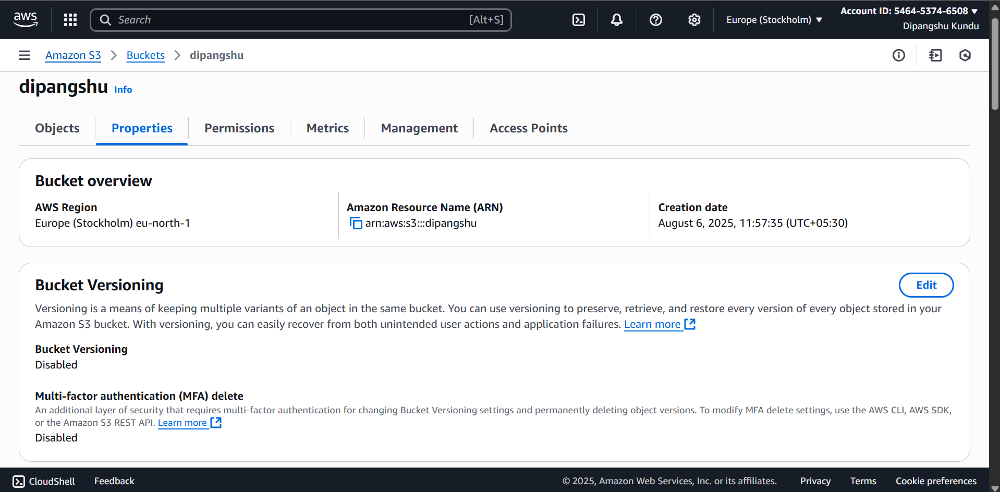 aws
Search [Alt+S]
Europe (Stockholm)
Account ID: 5464-5374-6508
Dipangshu Kundu
Amazon S3 Buckets dipangshu
dipangshu Info
Objects Properties Permissions Metrics Management Access Points
Bucket overview
AWS Region
Europe (Stockholm) eu-north-1
Amazon Resource Name (ARN)
arn:aws:s3:::dipangshu
Creation date
August 6, 2025, 11:57:35 (UTC+05:30)
Bucket Versioning
Edit
Versioning is a means of keeping multiple variants of an object in the same bucket. You can use versioning to preserve, retrieve, and restore every version of every object stored in your
Amazon S3 bucket. With versioning, you can easily recover from both unintended user actions and application failures. Learn more
Bucket Versioning
Disabled
Multi-factor authentication (MFA) delete
An additional layer of security that requires multi-factor authentication for changing Bucket Versioning settings and permanently deleting object versions. To modify MFA delete settings, use the AWS CLI, AWS SDK,
or the Amazon S3 REST API. Learn more
Disabled
CloudShell Feedback © 2025, Amazon Web Services, Inc. or its affiliates. Privacy Terms Cookie preferences